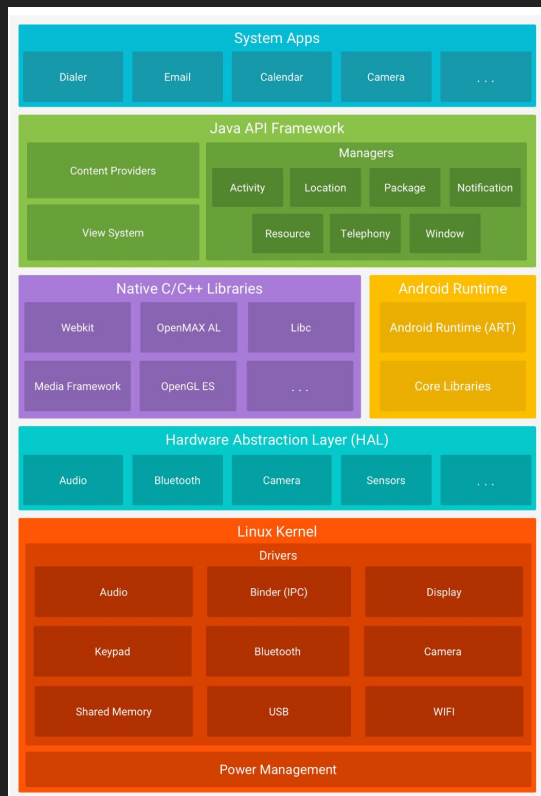 System Apps
Dialer
Email
Calendar
Camera
. . .
Java API Framework
Content Providers
View System
Managers
Activity
Location
Package
Notification
Resource
Telephony
Window
Native C/C++ Libraries
Webkit
OpenMAX AL
Libc
Media Framework
OpenGL ES
. . .
Android Runtime
Android Runtime (ART)
Core Libraries
Hardware Abstraction Layer (HAL)
Audio
Bluetooth
Camera
Sensors
. . .
Linux Kernel
Drivers
Audio
Binder (IPC)
Display
Keypad
Bluetooth
Camera
Shared Memory
USB
WIFI
Power Management